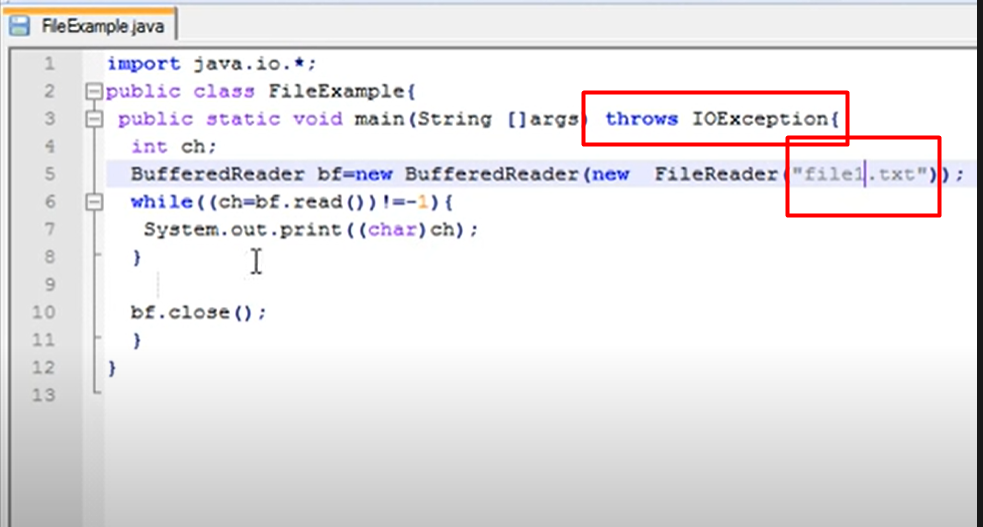 FileExample.java
1 import java.io.*;
2 public class FileExample{
3 public static void main(String []args) throws IOException{
4 int ch;
5 BufferedReader bf=new BufferedReader(new  FileReader("file1.txt"));
6 while((ch=bf.read())!=-1){
7 System.out.print((char)ch);
8 }
9
10 bf.close();
11 }
12 }
13